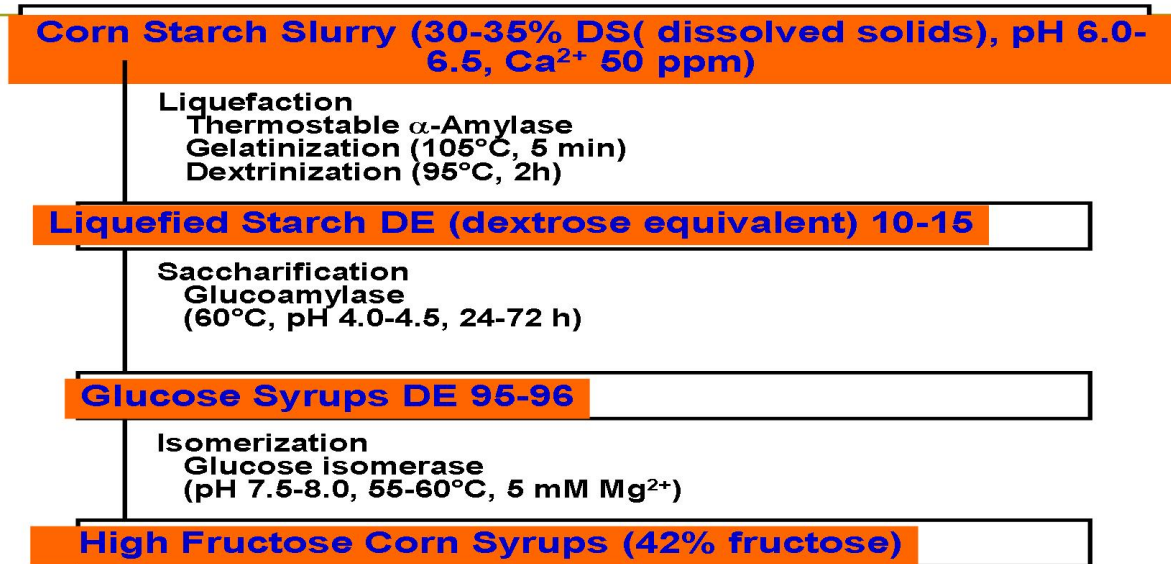 Corn Starch Slurry (30-35% DS( dissolved solids), pH 6.0-
6.5, Ca²⁺ 50 ppm)
Liquefaction
Thermostable α-Amylase
Gelatinization (105°C, 5 min)
Dextrinization (95°C, 2h)
Liquefied Starch DE (dextrose equivalent) 10-15
Saccharification
Glucoamylase
(60°C, pH 4.0-4.5, 24-72 h)
Glucose Syrups DE 95-96
Isomerization
Glucose isomerase
(pH 7.5-8.0, 55-60°C, 5 mM Mg²⁺)
High Fructose Corn Syrups (42% fructose)